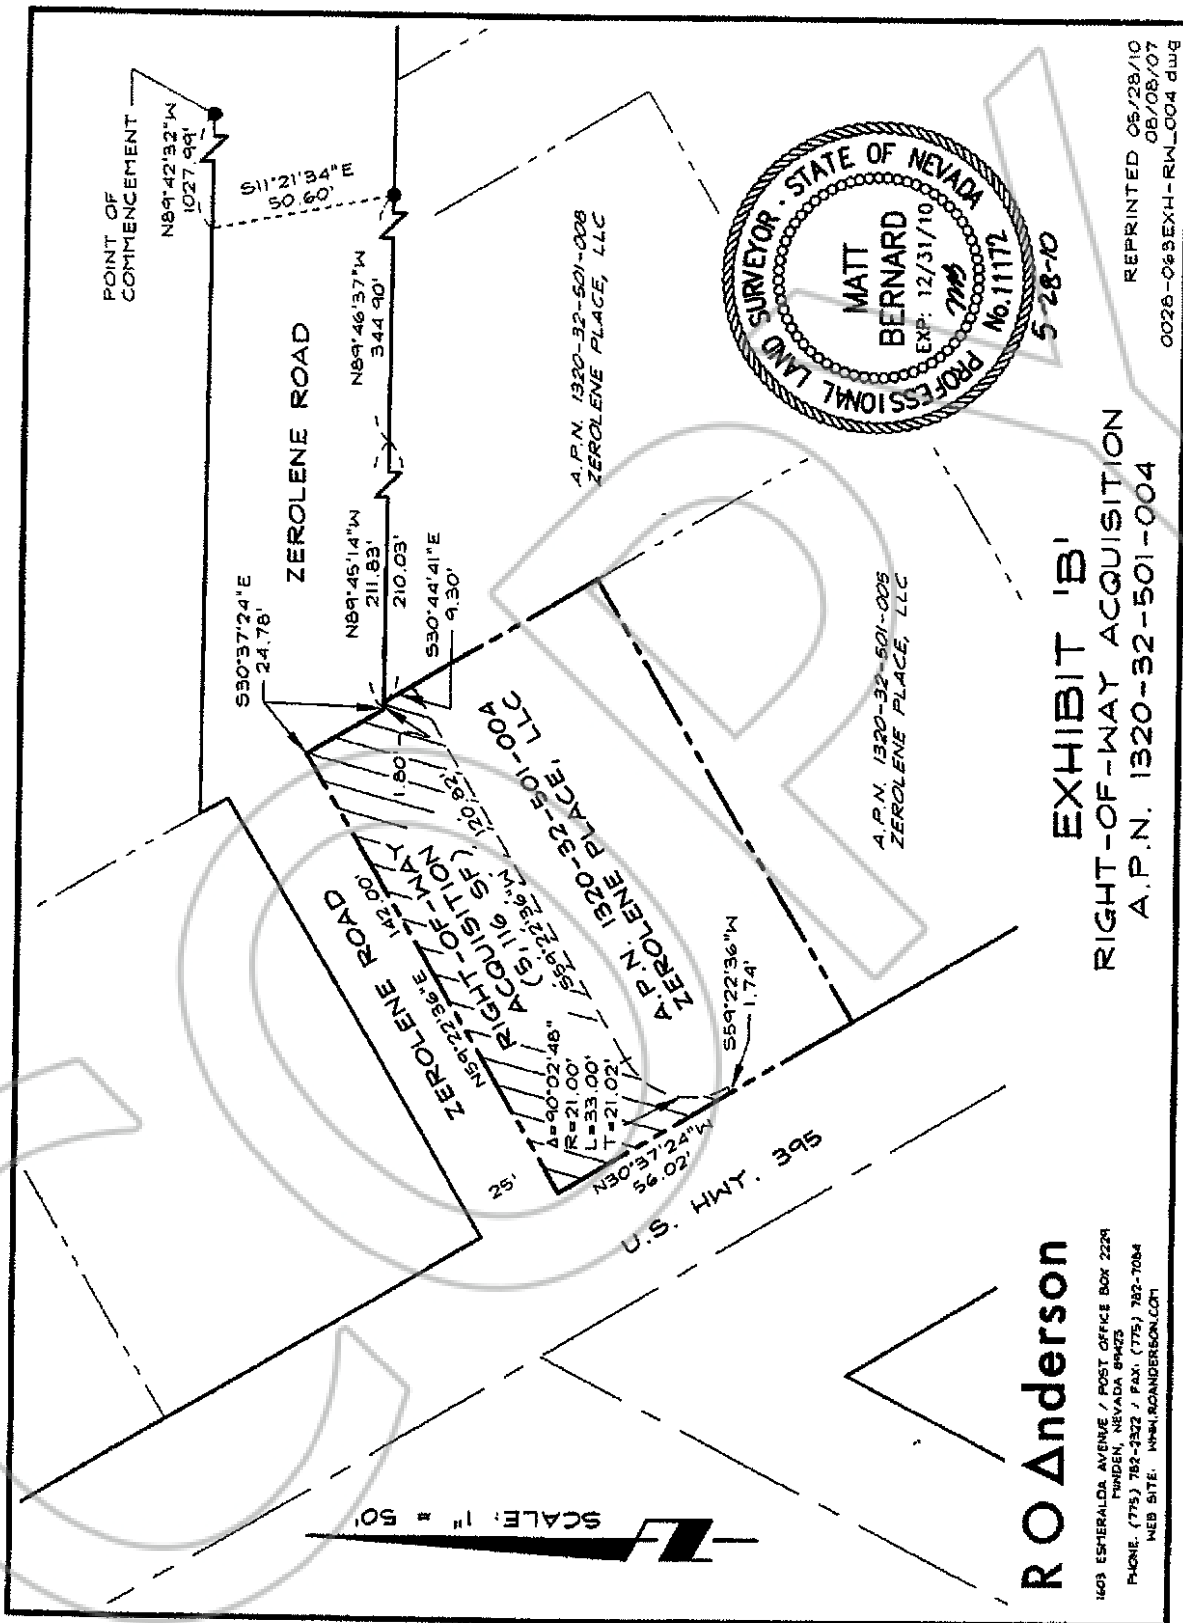 POINT OF
COMMENCEMENT
N89°42'32"W
1027.99'
S11°21'34"E
50.60'
ZEROLENE ROAD
N89°46'37"W
344.90'
N89°45'14"W
211.83'
210.03'
S30°37'24"E
24.78'
S30°44'41"E
9.30'
1.80'
A.P.N. 1320-32-501-008
ZEROLENE PLACE, LLC
ZEROLENE ROAD
N59°22'36"E 142.00'
RIGHT-OF-WAY
ACQUISITION
(5,116 SF)
S59°22'36"W 120.82'
A.P.N. 1320-32-501-004
ZEROLENE PLACE, LLC
25'
Δ=90°02'48"
R=21.00'
L=33.00'
T=21.02'
N30°37'24"W
56.02'
S59°22'36"W
1.74'
U.S. HWY. 395
A.P.N. 1320-32-501-005
ZEROLENE PLACE, LLC
PROFESSIONAL LAND SURVEYOR · STATE OF NEVADA
MATT
BERNARD
EXP: 12/31/10
No. 11172
5-28-10
SCALE: 1" = 50'
EXHIBIT 'B'
RIGHT-OF-WAY ACQUISITION
A.P.N. 1320-32-501-004
R O Anderson
1603 ESMERALDA AVENUE / POST OFFICE BOX 2229
MINDEN, NEVADA 89423
PHONE: (775) 782-2322 / FAX: (775) 782-7084
WEB SITE: WWW.ROANDERSON.COM
REPRINTED 05/28/10
08/08/07
0028-063EXH-RW_004.dwg
COPY